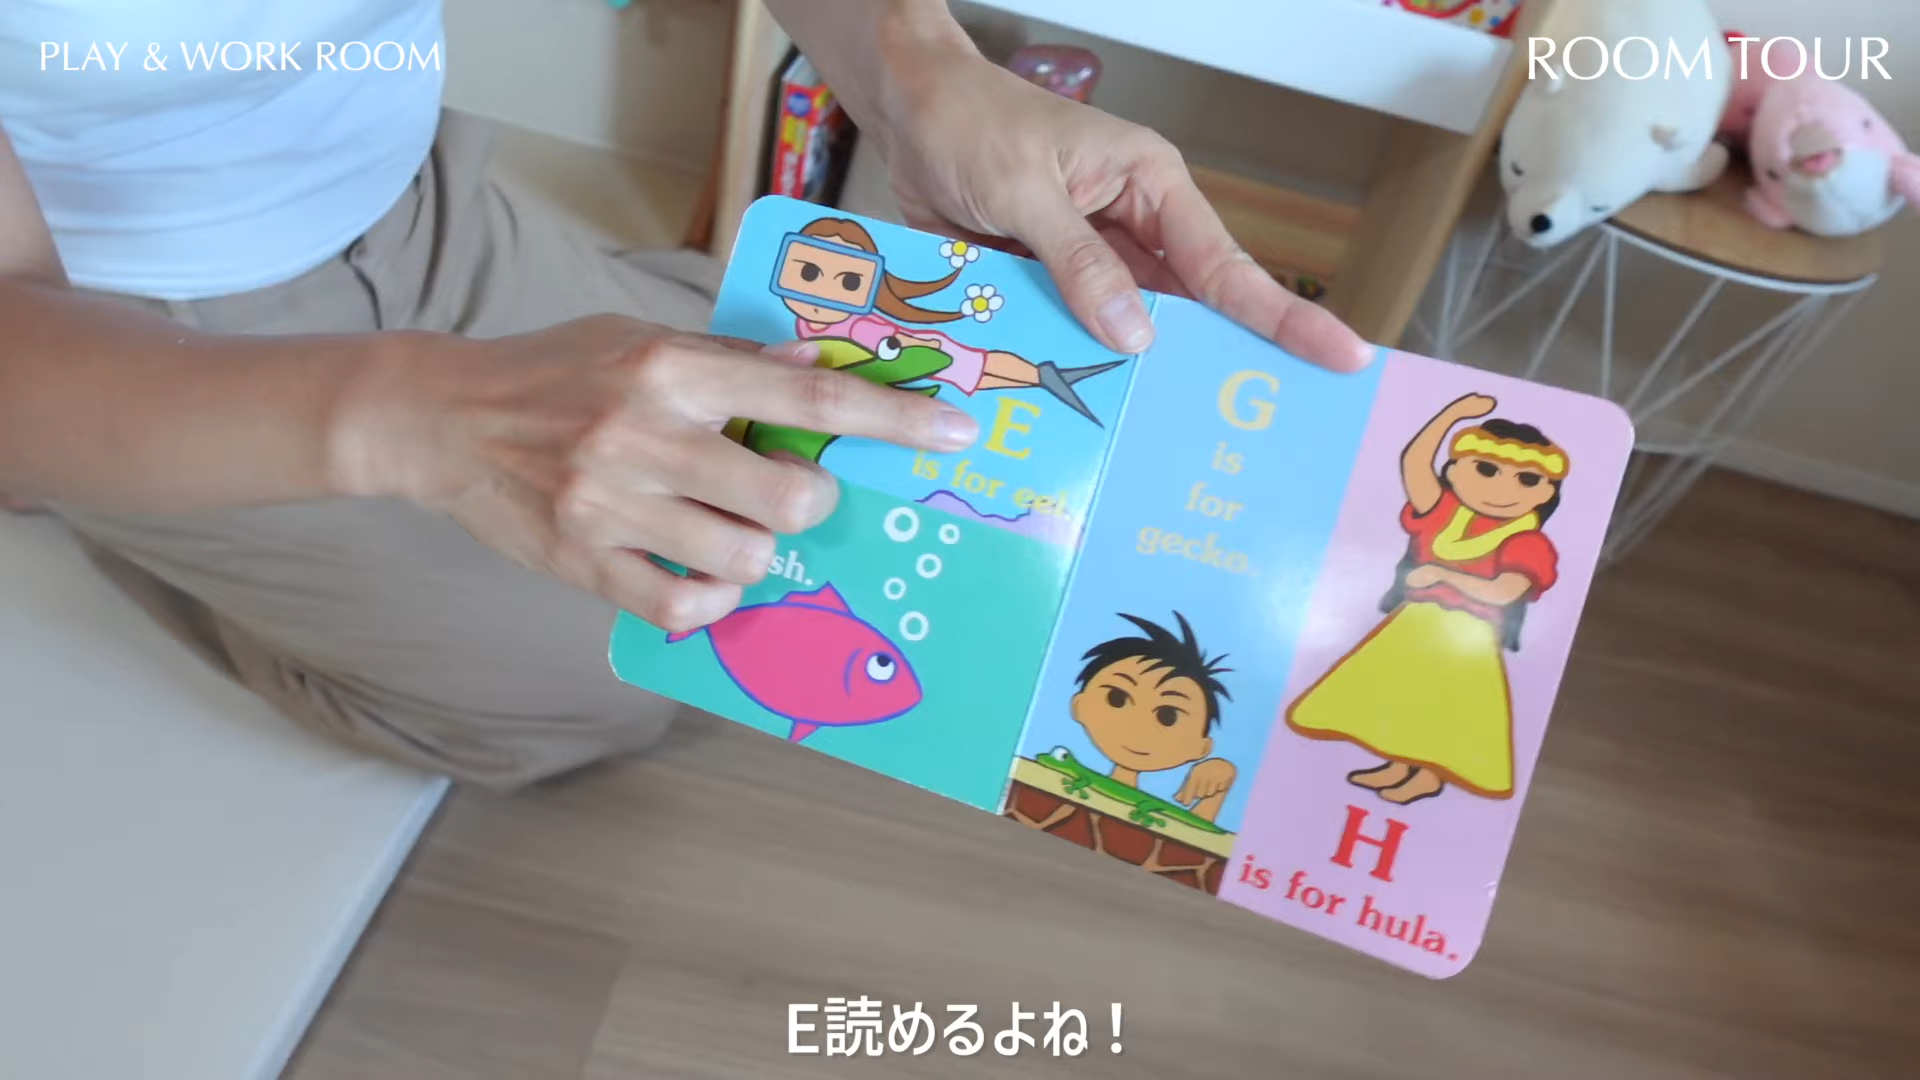 PLAY & WORK ROOM
ROOM TOUR
E
is for eel.
sh.
G
is
for
gecko.
H
is for hula.
E読めるよね！